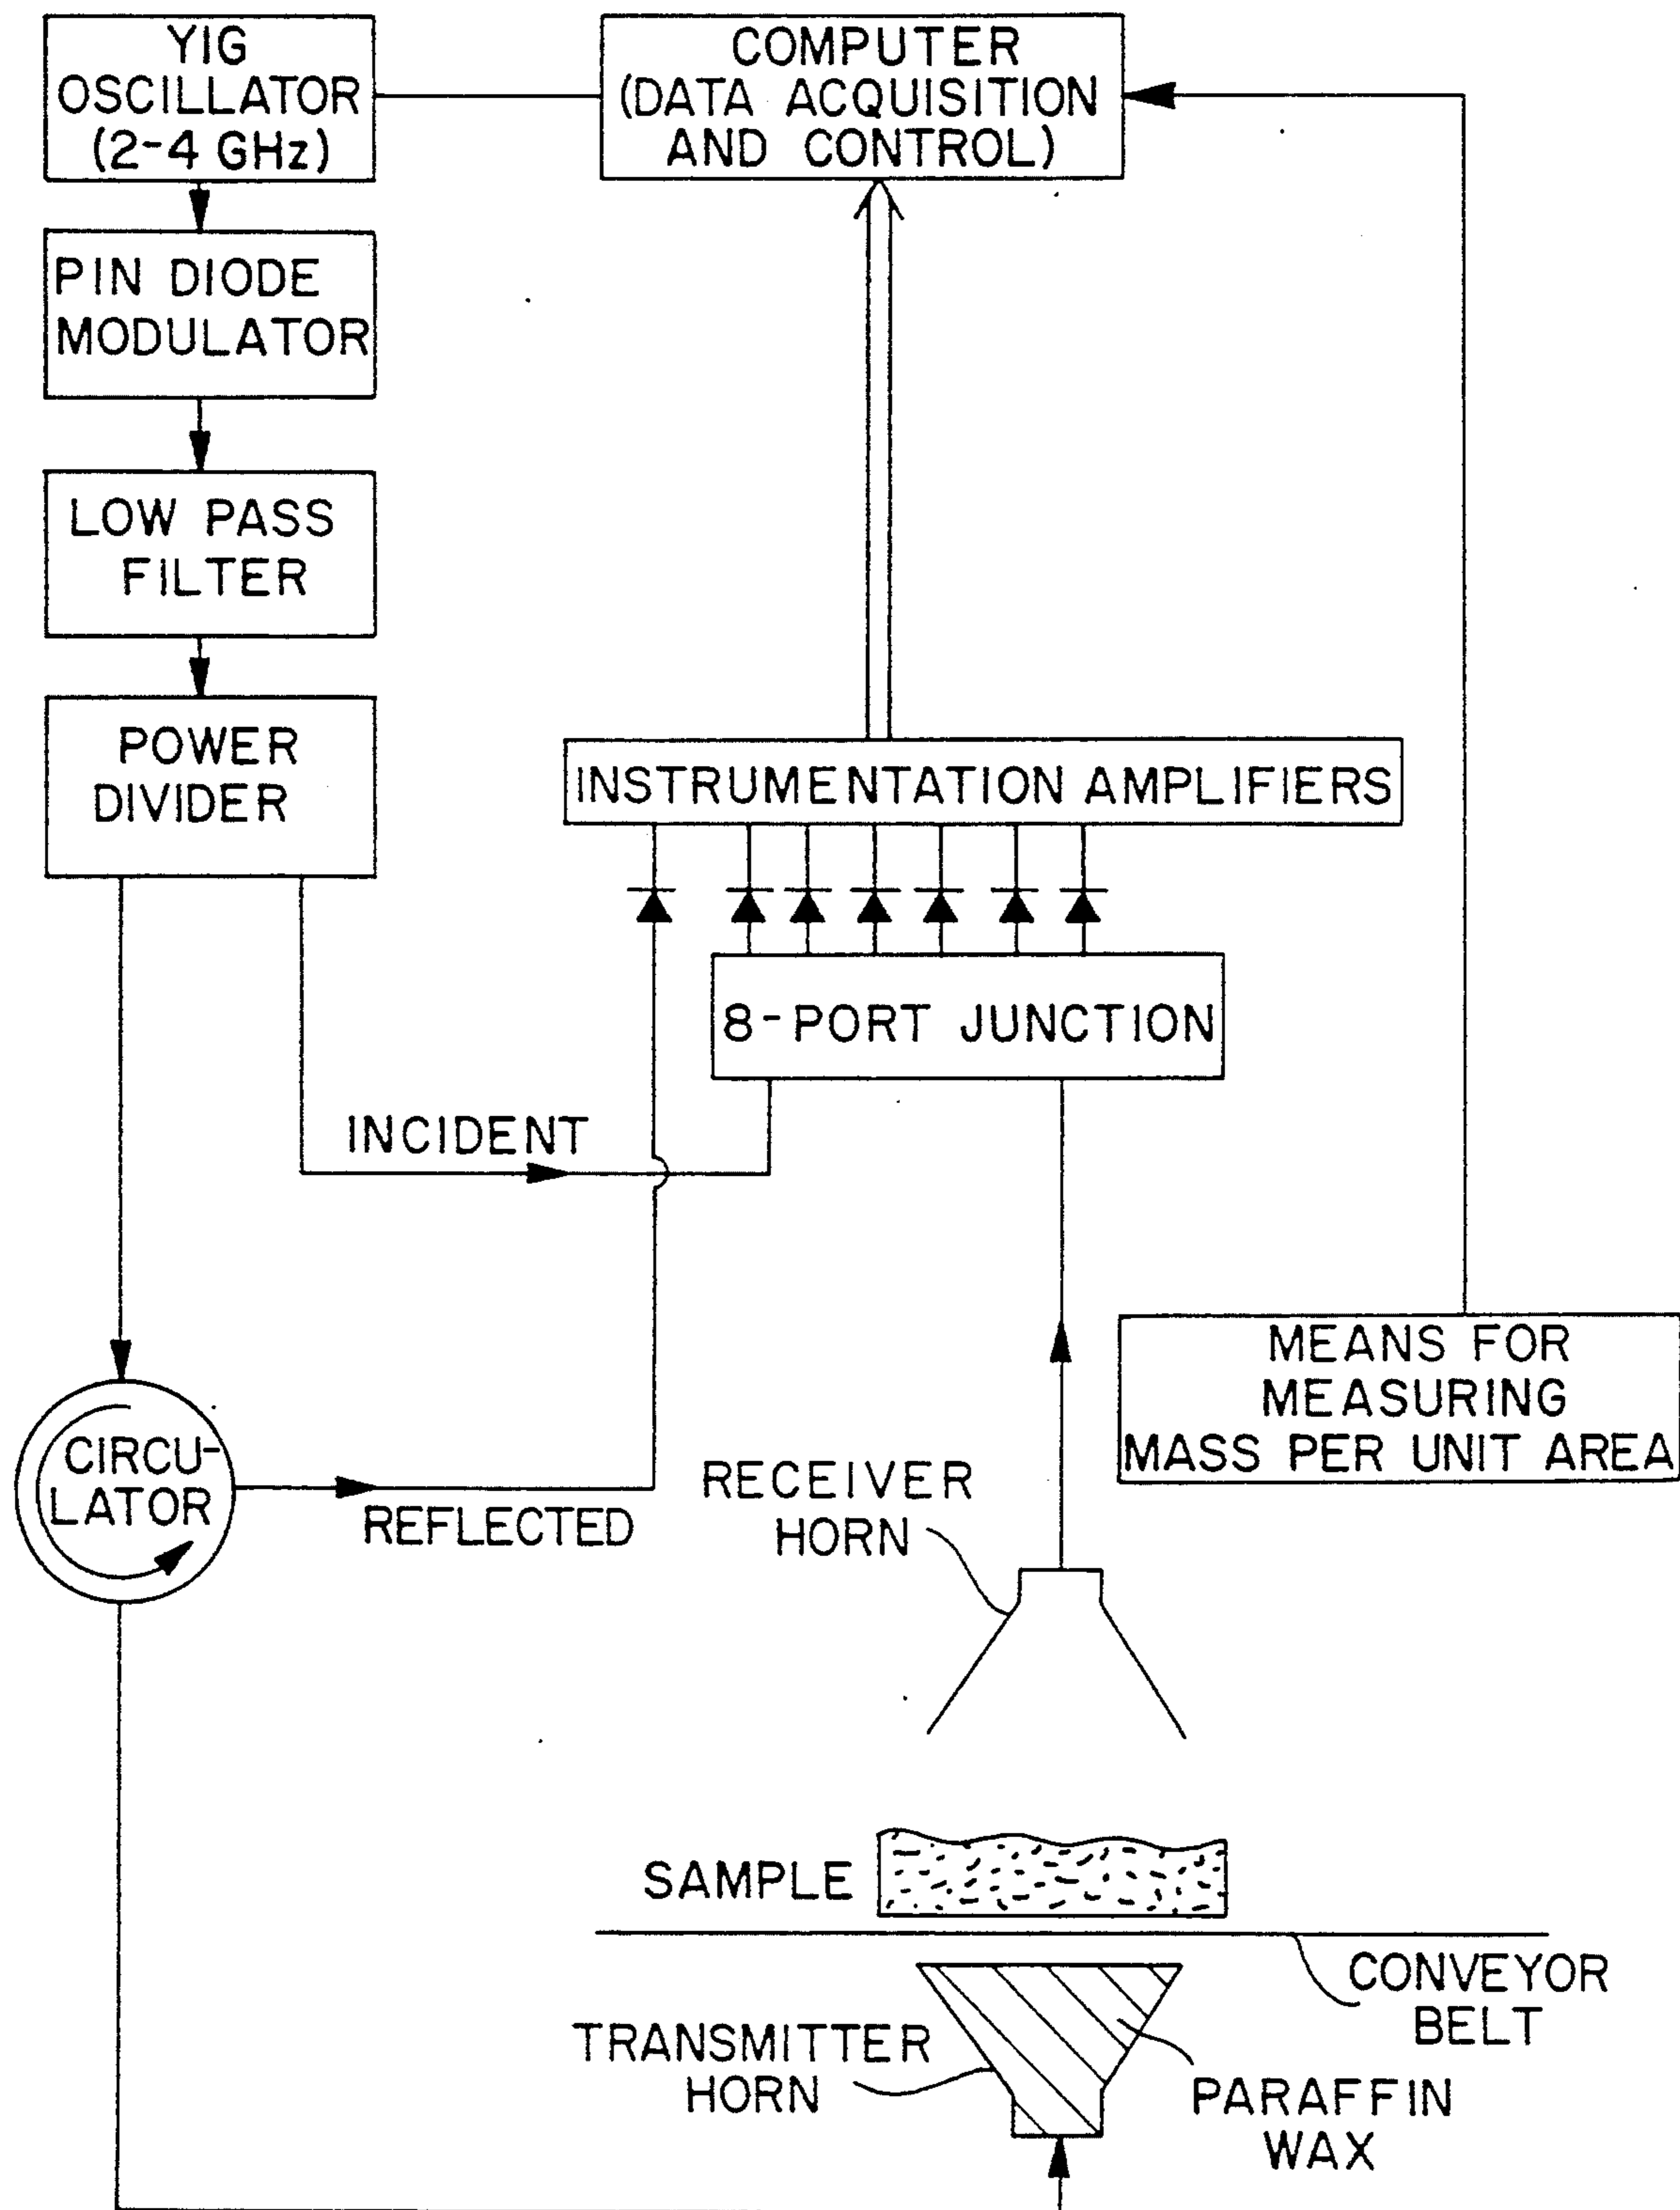 YIG
OSCILLATOR
(2-4 GHz)
COMPUTER
(DATA ACQUISITION
AND CONTROL)
PIN DIODE
MODULATOR
LOW PASS
FILTER
POWER
DIVIDER
INSTRUMENTATION AMPLIFIERS
8-PORT JUNCTION
INCIDENT
MEANS FOR
MEASURING
MASS PER UNIT AREA
CIRCU-
LATOR
REFLECTED
RECEIVER
HORN
SAMPLE
CONVEYOR
BELT
TRANSMITTER
HORN
PARAFFIN
WAX